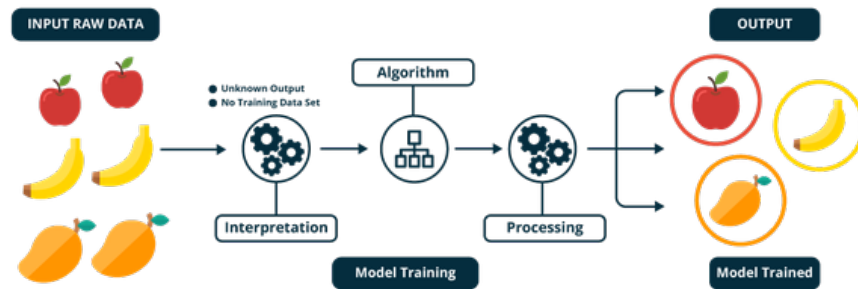 INPUT RAW DATA
OUTPUT
Algorithm
Unknown Output
No Training Data Set
Interpretation
Processing
Model Training
Model Trained